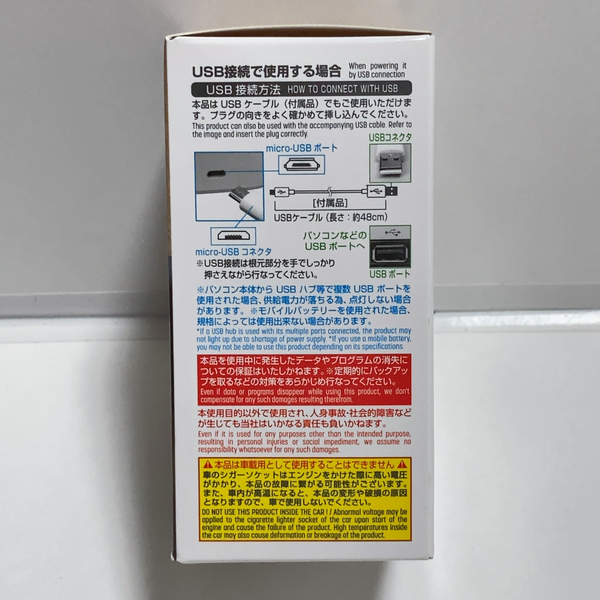 USB接続で使用する場合 When powering it by USB connection
USB 接続方法 HOW TO CONNECT WITH USB
本品は USB ケーブル（付属品）でもご使用いただけま
す。プラグの向きをよく確かめて挿し込んでください。
This product can also be used with the accompanying USB cable. Refer to
the image and insert the plug correctly.
USBコネクタ
micro-USB ポート
[付属品]
USBケーブル（長さ：約48cm）
パソコンなどの
USB ポートへ
micro-USB コネクタ
USB ポート
※USB接続は根元部分を手でしっかり
押さえながら行なってください。
※パソコン本体から USB ハブ等で複数 USB ポートを
使用された場合、供給電力が落ちる為、点灯しない場合
があります。※モバイルバッテリーを使用された場合、
規格によっては使用出来ない場合があります。
*If a USB hub is used with its multiple ports connected, the product may
not light up due to shortage of power supply *If you use a mobile battery,
you may not be able to use this product depending on its specifications.
本品を使用中に発生したデータやプログラムの消失に
ついての保証はいたしかねます。※定期的にバックアッ
プを取るなどの対策をあらかじめ行なってください。
Even if data or programs disappear while using this product, we don't
compensate for any such damages resulting therefrom.
本使用目的以外で使用され、人身事故・社会的障害など
が生じても当社はいかなる責任も負いかねます。
Even if it is used for any purposes other than the intended purpose,
resulting in personal injuries or social impediment, we assume no
responsibility whatsoever for any such damages.
⚠本品は車載用として使用することはできません⚠
車のシガーソケットはエンジンをかけた際に高い電圧
がかかり、本品の故障に繋がる可能性がございます。
また、車内が高温になると、本品の変形や破損の原因
となりますので、車で使用しないでください。
DO NOT USE THIS PRODUCT INSIDE THE CAR ! / Abnormal voltage may be
applied to the cigarette lighter socket of the car upon start of the
engine and cause the failure of the product. High temperatures inside
the car may also cause deformation or breakage of the product.